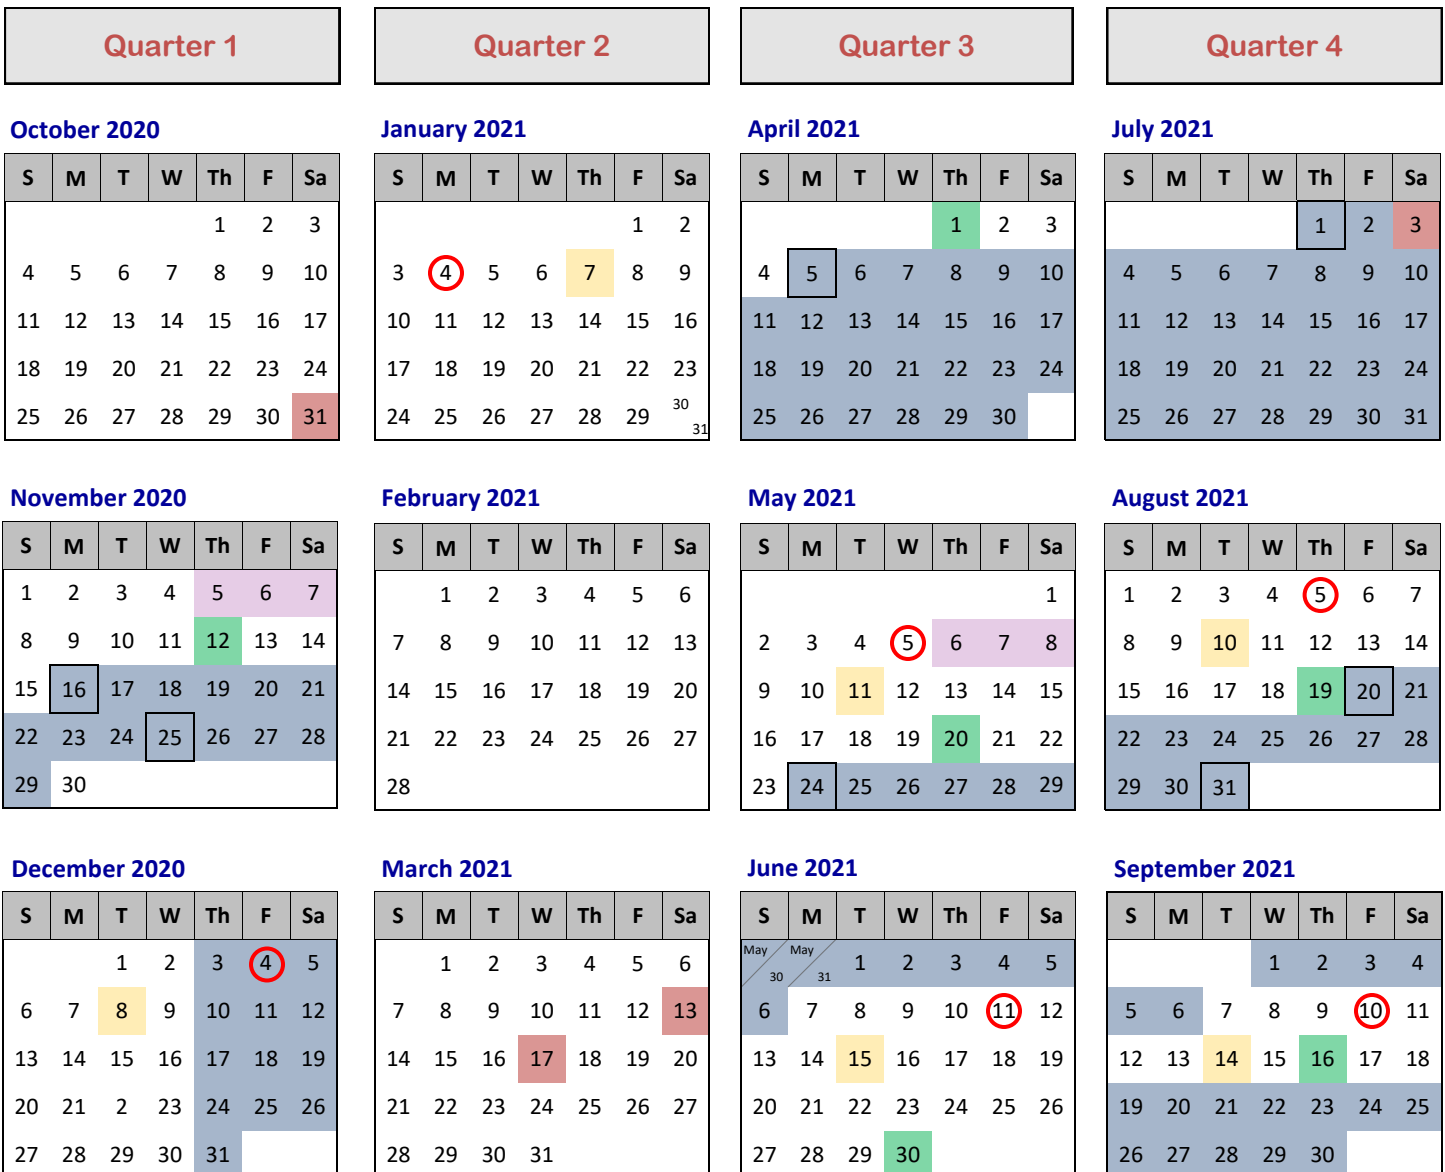 Quarter 1
October 2020
S M T W Th F Sa
1 2 3
4 5 6 7 8 9 10
11 12 13 14 15 16 17
18 19 20 21 22 23 24
25 26 27 28 29 30 31
November 2020
S M T W Th F Sa
1 2 3 4 5 6 7
8 9 10 11 12 13 14
15 16 17 18 19 20 21
22 23 24 25 26 27 28
29 30
December 2020
S M T W Th F Sa
1 2 3 4 5
6 7 8 9 10 11 12
13 14 15 16 17 18 19
20 21 2 23 24 25 26
27 28 29 30 31
Quarter 2
January 2021
S M T W Th F Sa
1 2
3 4 5 6 7 8 9
10 11 12 13 14 15 16
17 18 19 20 21 22 23
24 25 26 27 28 29 30 31
February 2021
S M T W Th F Sa
1 2 3 4 5 6
7 8 9 10 11 12 13
14 15 16 17 18 19 20
21 22 23 24 25 26 27
28
March 2021
S M T W Th F Sa
1 2 3 4 5 6
7 8 9 10 11 12 13
14 15 16 17 18 19 20
21 22 23 24 25 26 27
28 29 30 31
Quarter 3
April 2021
S M T W Th F Sa
1 2 3
4 5 6 7 8 9 10
11 12 13 14 15 16 17
18 19 20 21 22 23 24
25 26 27 28 29 30
May 2021
S M T W Th F Sa
1
2 3 4 5 6 7 8
9 10 11 12 13 14 15
16 17 18 19 20 21 22
23 24 25 26 27 28 29
June 2021
S M T W Th F Sa
May 30 May 31 1 2 3 4 5
6 7 8 9 10 11 12
13 14 15 16 17 18 19
20 21 22 23 24 25 26
27 28 29 30
Quarter 4
July 2021
S M T W Th F Sa
1 2 3
4 5 6 7 8 9 10
11 12 13 14 15 16 17
18 19 20 21 22 23 24
25 26 27 28 29 30 31
August 2021
S M T W Th F Sa
1 2 3 4 5 6 7
8 9 10 11 12 13 14
15 16 17 18 19 20 21
22 23 24 25 26 27 28
29 30 31
September 2021
S M T W Th F Sa
1 2 3 4
5 6 7 8 9 10 11
12 13 14 15 16 17 18
19 20 21 22 23 24 25
26 27 28 29 30